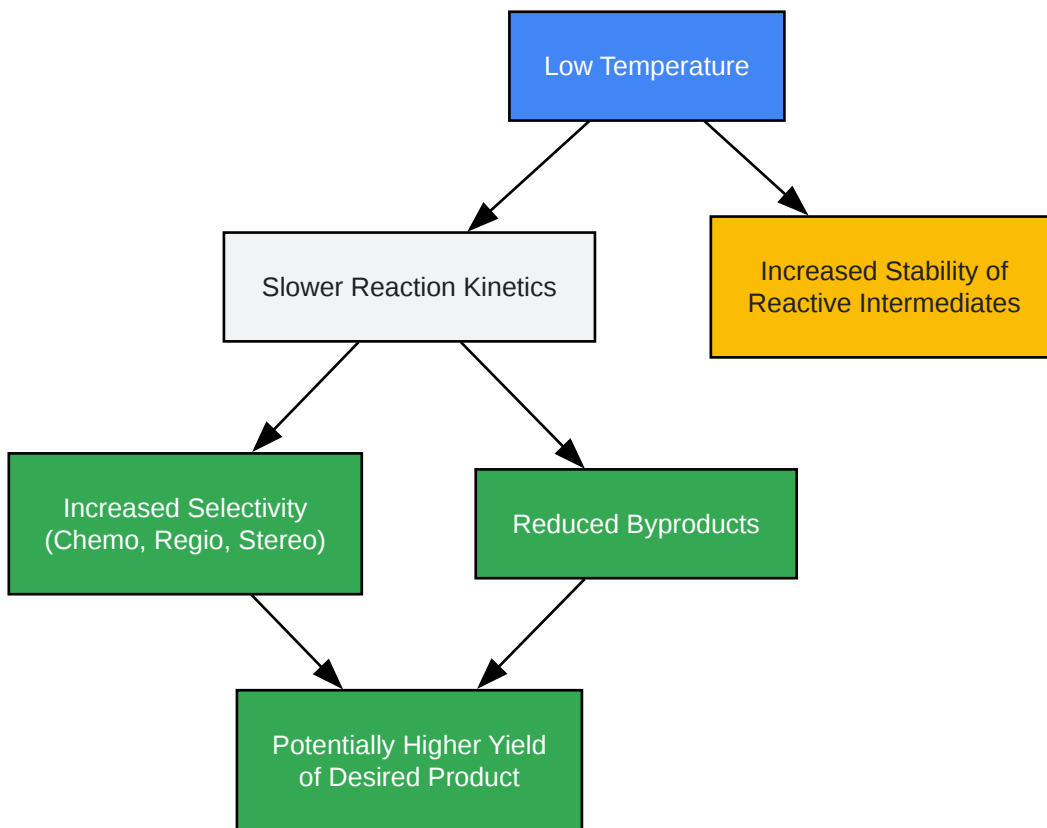 Low Temperature
Slower Reaction Kinetics
Increased Stability of
Reactive Intermediates
Increased Selectivity
(Chemo, Regio, Stereo)
Reduced Byproducts
Potentially Higher Yield
of Desired Product